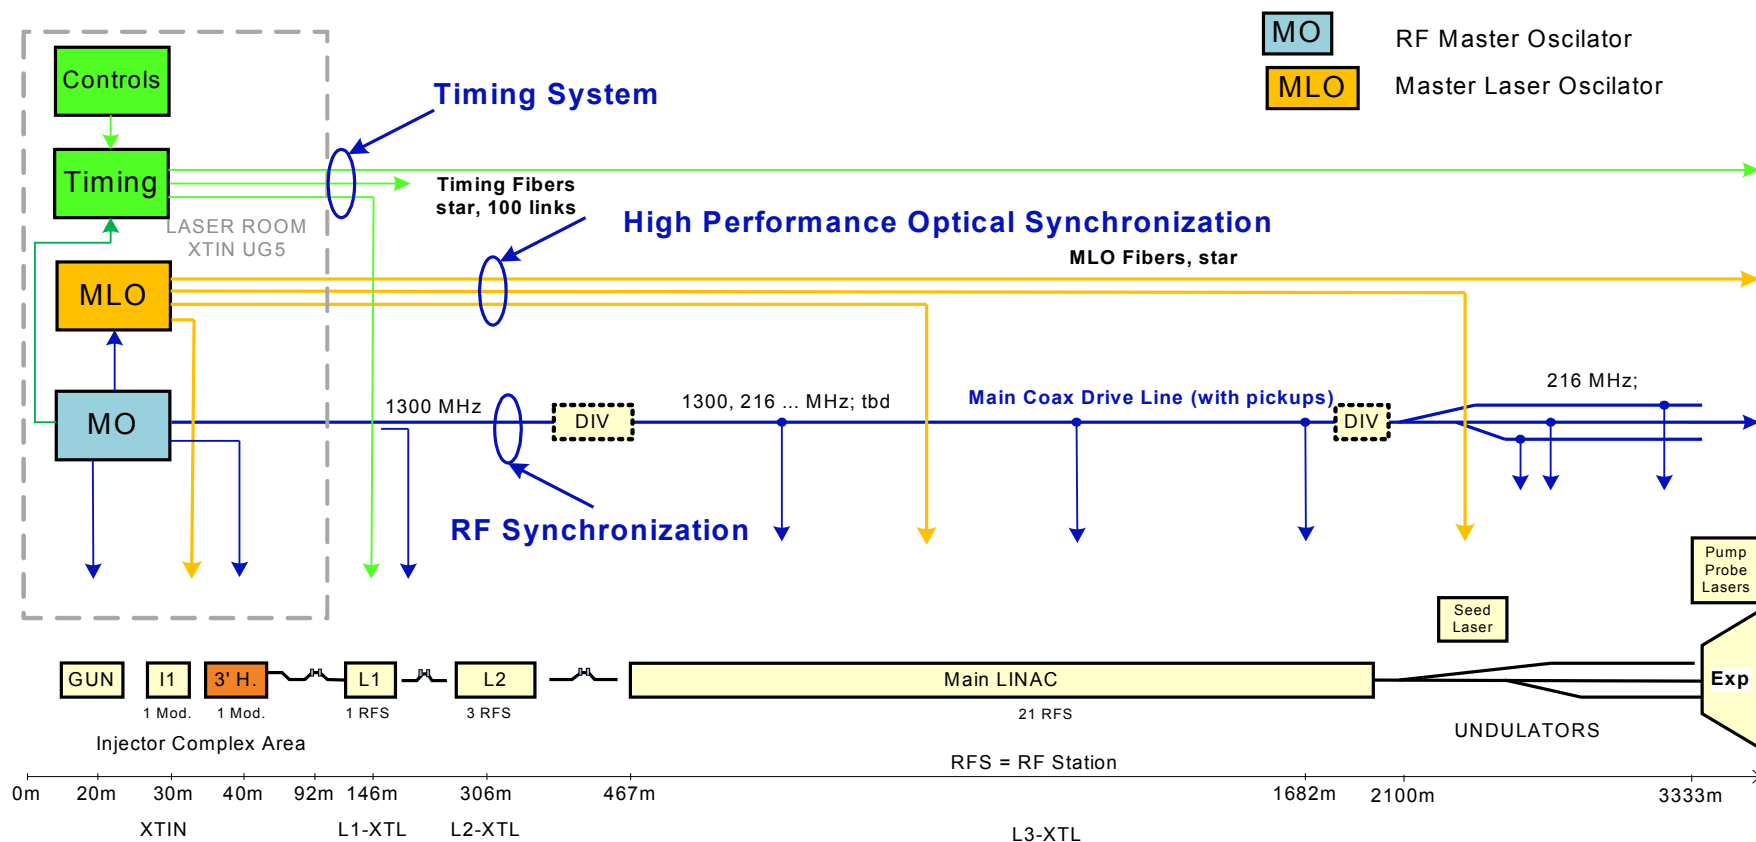 MO
RF Master Oscilator
MLO
Master Laser Oscilator
Controls
Timing System
Timing
Timing Fibers
star, 100 links
LASER ROOM
XTIN UG5
High Performance Optical Synchronization
MLO Fibers, star
MLO
MO
1300 MHz
DIV
1300, 216 ... MHz; tbd
Main Coax Drive Line (with pickups)
DIV
216 MHz;
RF Synchronization
Pump
Probe
Lasers
Seed
Laser
GUN
I1
3' H.
L1
L2
Main LINAC
Exp
1 Mod.
1 Mod.
1 RFS
3 RFS
21 RFS
Injector Complex Area
UNDULATORS
RFS = RF Station
0m
20m
30m
40m
92m
146m
306m
467m
1682m
2100m
3333m
XTIN
L1-XTL
L2-XTL
L3-XTL